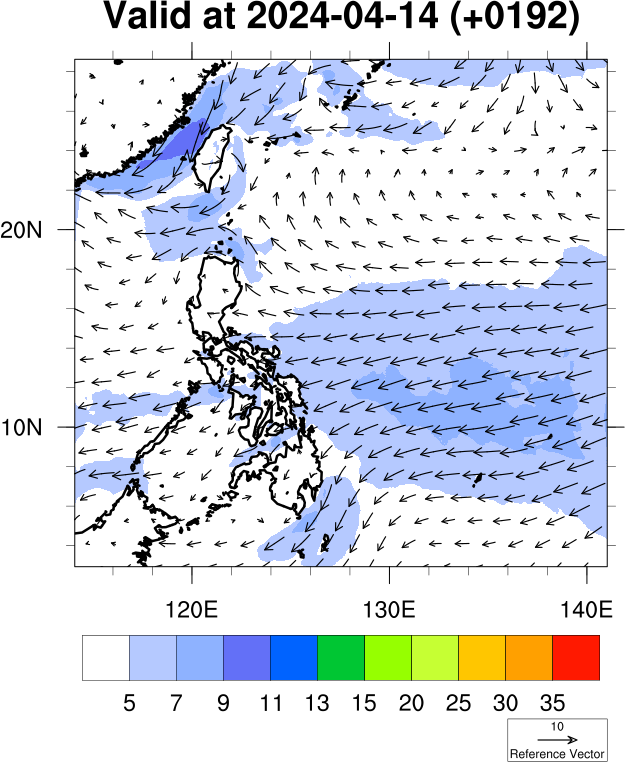 Valid at 2024-04-14 (+0192)
20N
10N
120E 130E 140E
5 7 9 11 13 15 20 25 30 35
10
Reference Vector